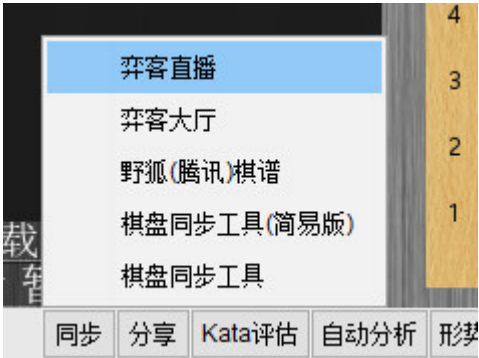 4
弈客直播
3
弈客大厅
2
野狐(腾讯)棋谱
棋盘同步工具(简易版)
1
载
棋盘同步工具
同步
分享
Kata评估
自动分析